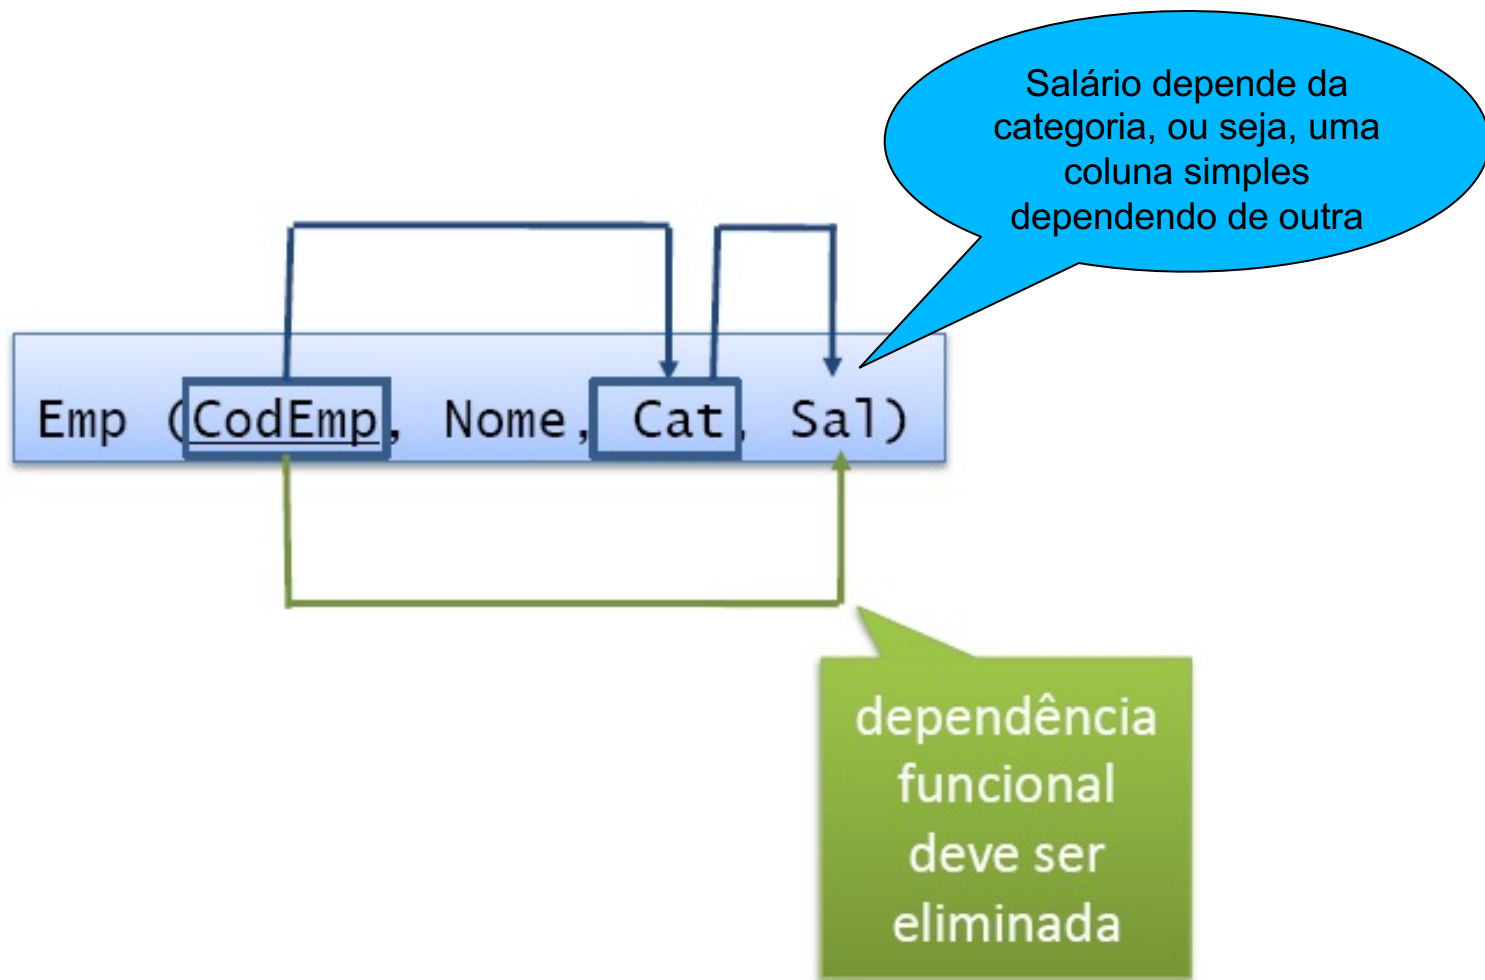 Salário depende da
categoria, ou seja, uma
coluna simples
dependendo de outra
Emp (CodEmp, Nome, Cat, Sal)
dependência
funcional
deve ser
eliminada